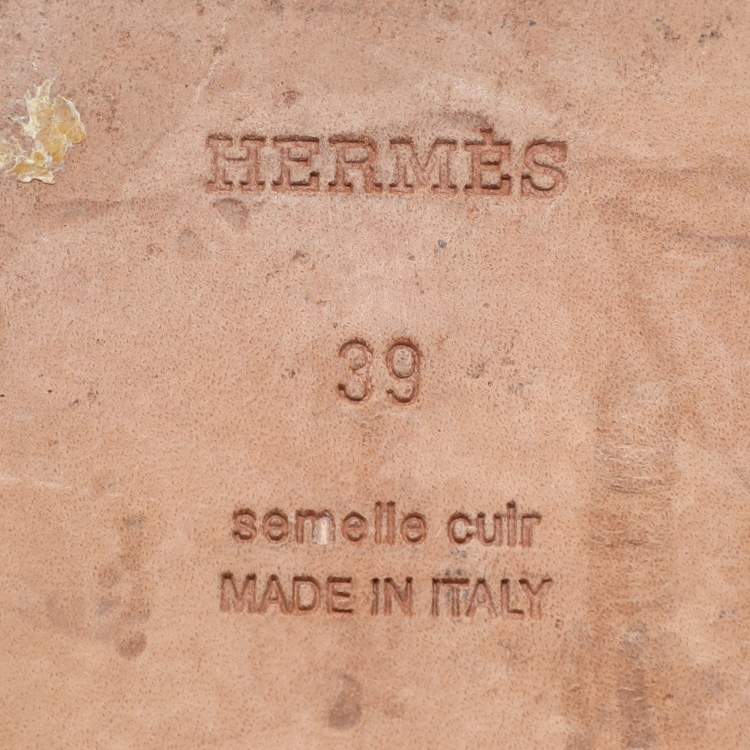 HERMÈS
39
semelle cuir
MADE IN ITALY